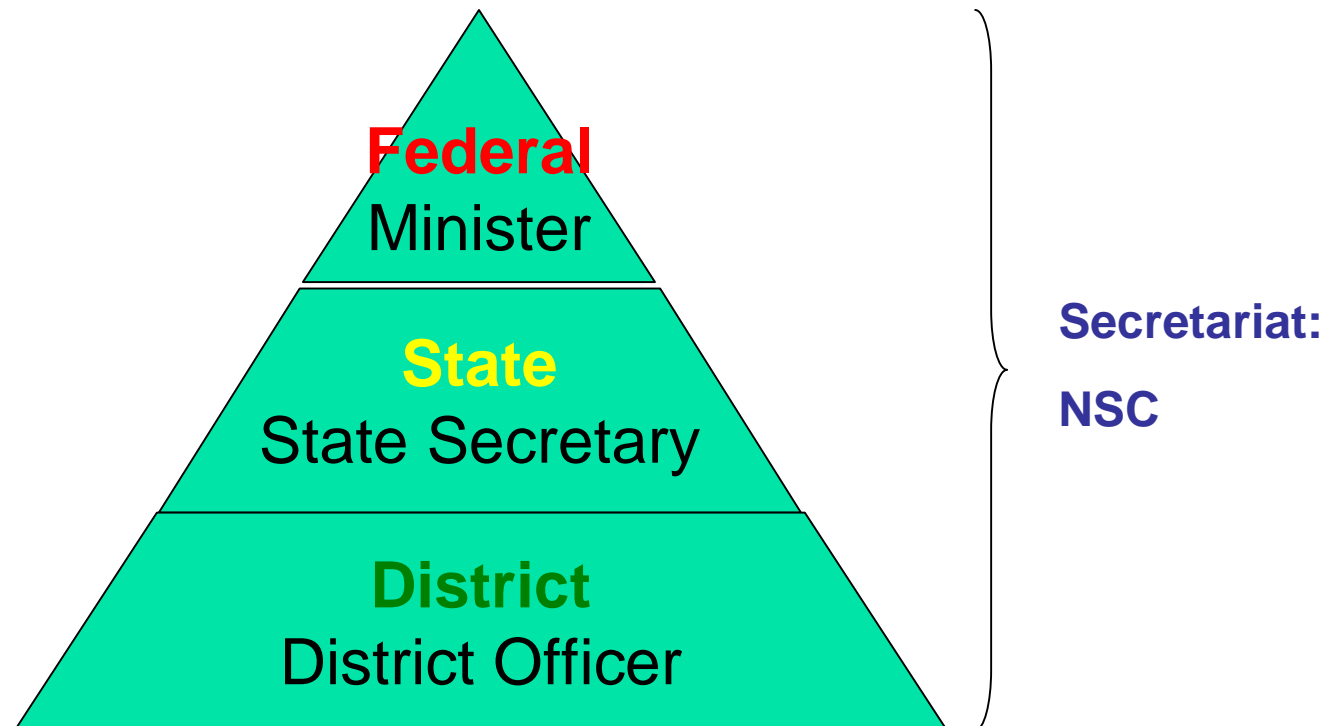 Federal
Minister
State
State Secretary
District
District Officer
Secretariat:
NSC